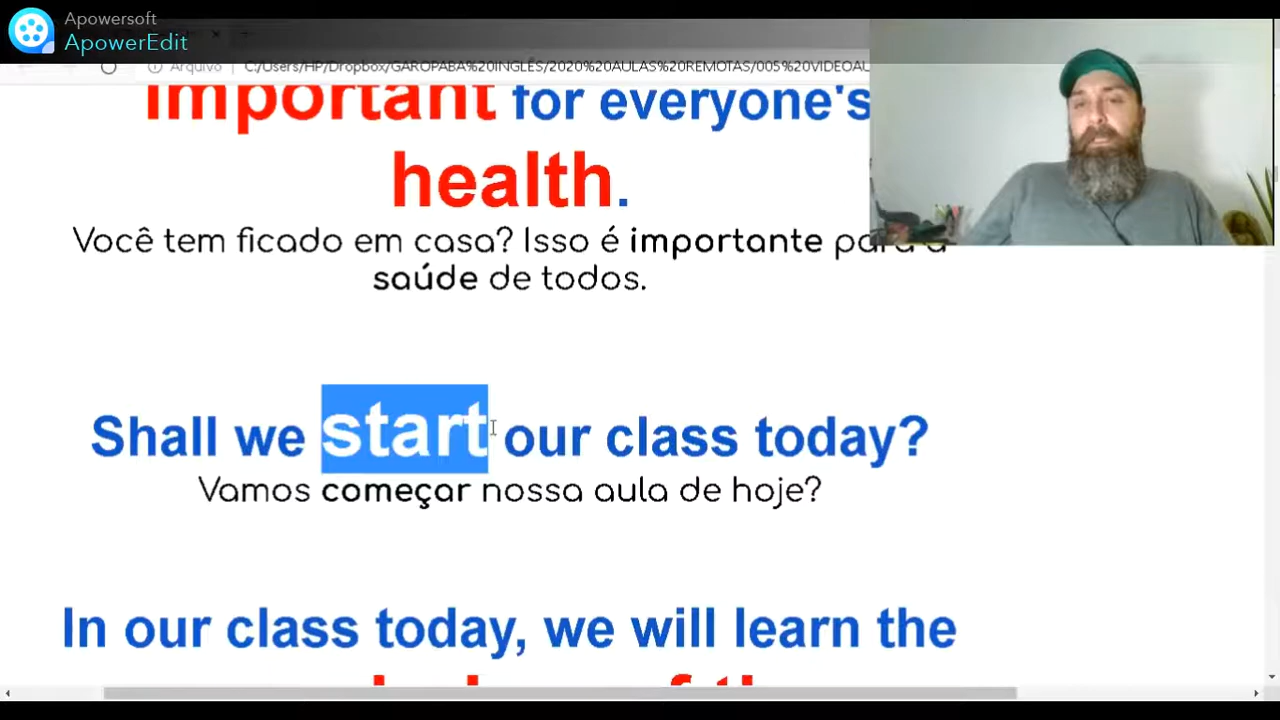 Apowersoft
ApowerEdit
Arquivo C:/Users/HP/Dropbox/GAROPABA%20INGLÊS/2020%20AULAS%20REMOTAS/005%20VIDEOAU
important for everyone's
health.
Você tem ficado em casa? Isso é importante para a
saúde de todos.
Shall we start our class today?
Vamos começar nossa aula de hoje?
In our class today, we will learn the